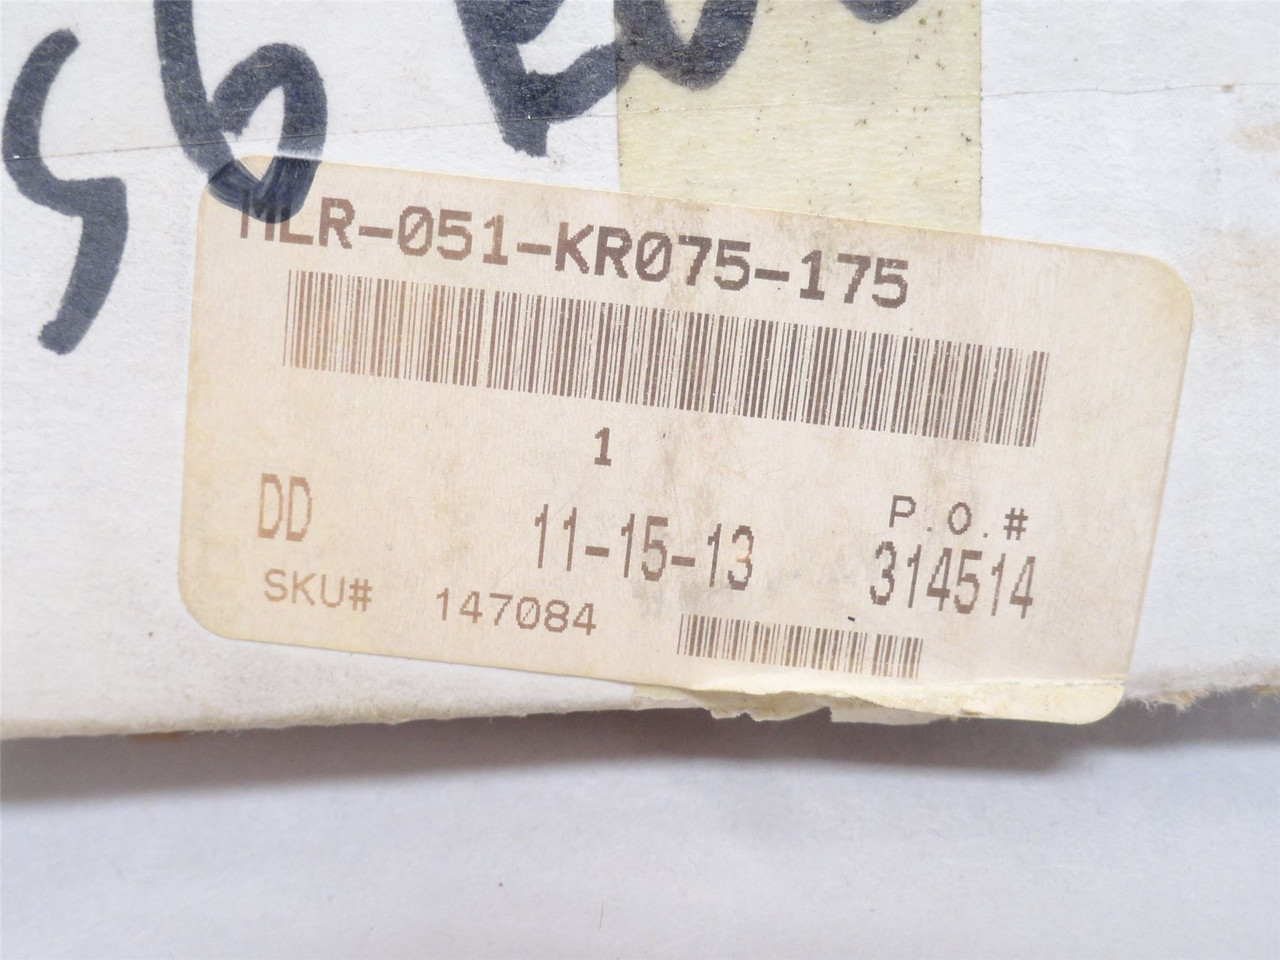 MLR-051-KR075-175
1
DD 11-15-13 P.O.#
314514
SKU# 147084